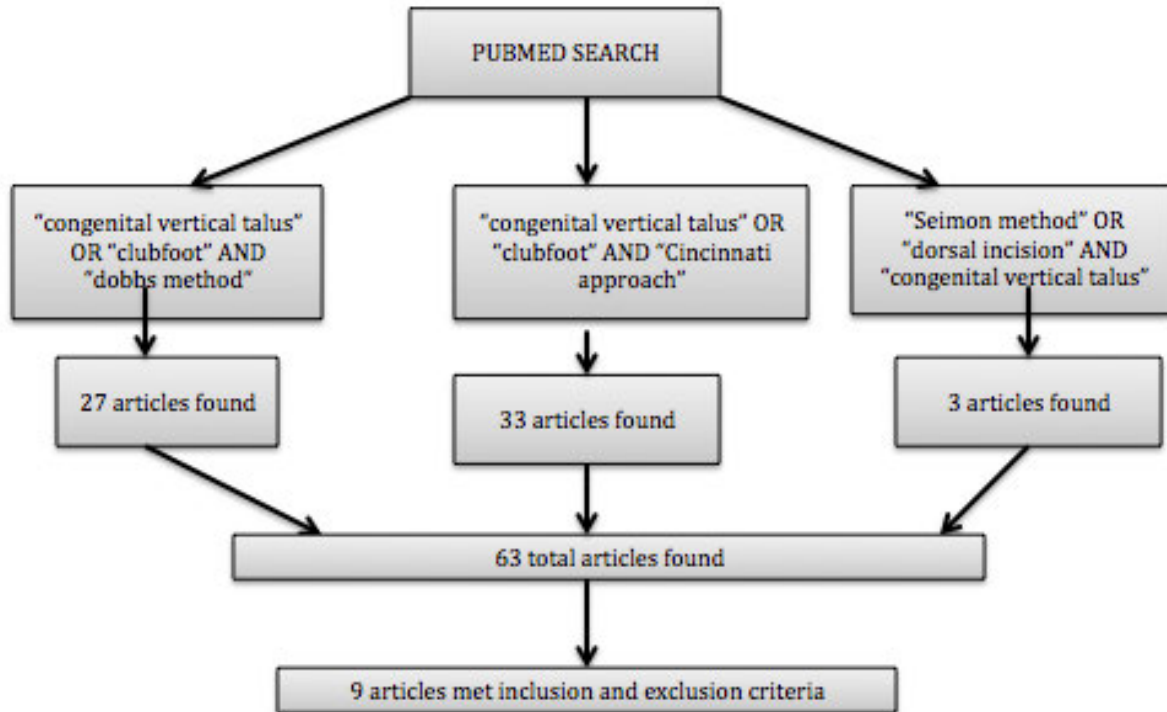 PUBMED SEARCH
“congenital vertical talus”
OR “clubfoot” AND
“dobbs method“
“congenital vertical talus” OR
“clubfoot” AND “Cincinnati
approach”
“Seimon method” OR
“dorsal incision” AND
“congenital vertical talus”
27 articles found
33 articles found
3 articles found
63 total articles found
9 articles met inclusion and exclusion criteria